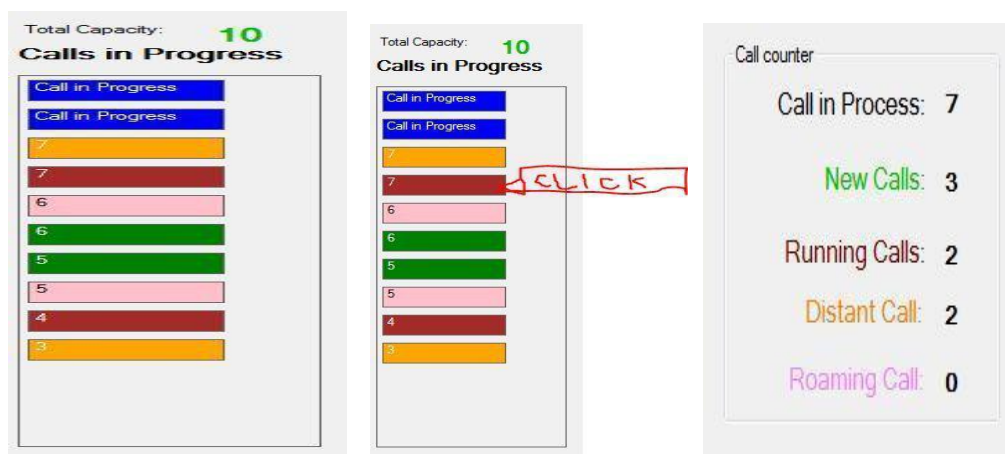 Total Capacity: 10
Calls in Progress
Call in Progress
Call in Progress
7
7
6
6
5
5
4
3
Total Capacity: 10
Calls in Progress
Call in Progress
Call in Progress
7
7 CLICK
6
6
5
5
4
3
Call counter
Call in Process: 7
New Calls: 3
Running Calls: 2
Distant Call: 2
Roaming Call: 0